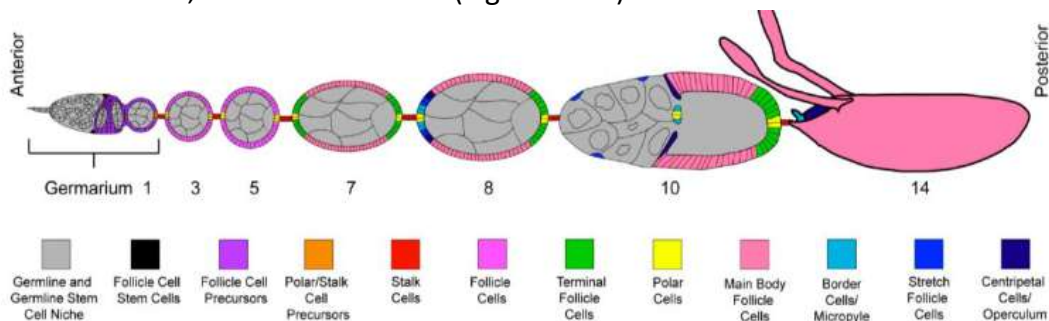 Anterior
Posterior
Germarium 1 3 5 7 8 10 14
Germline and
Germline Stem
Cell Niche
Follicle Cell
Stem Cells
Follicle Cell
Precursors
Polar/Stalk
Cell
Precursors
Stalk
Cells
Follicle
Cells
Terminal
Follicle
Cells
Polar
Cells
Main Body
Follicle
Cells
Border
Cells/
Micropyle
Stretch
Follicle
Cells
Centripetal
Cells/
Operculum